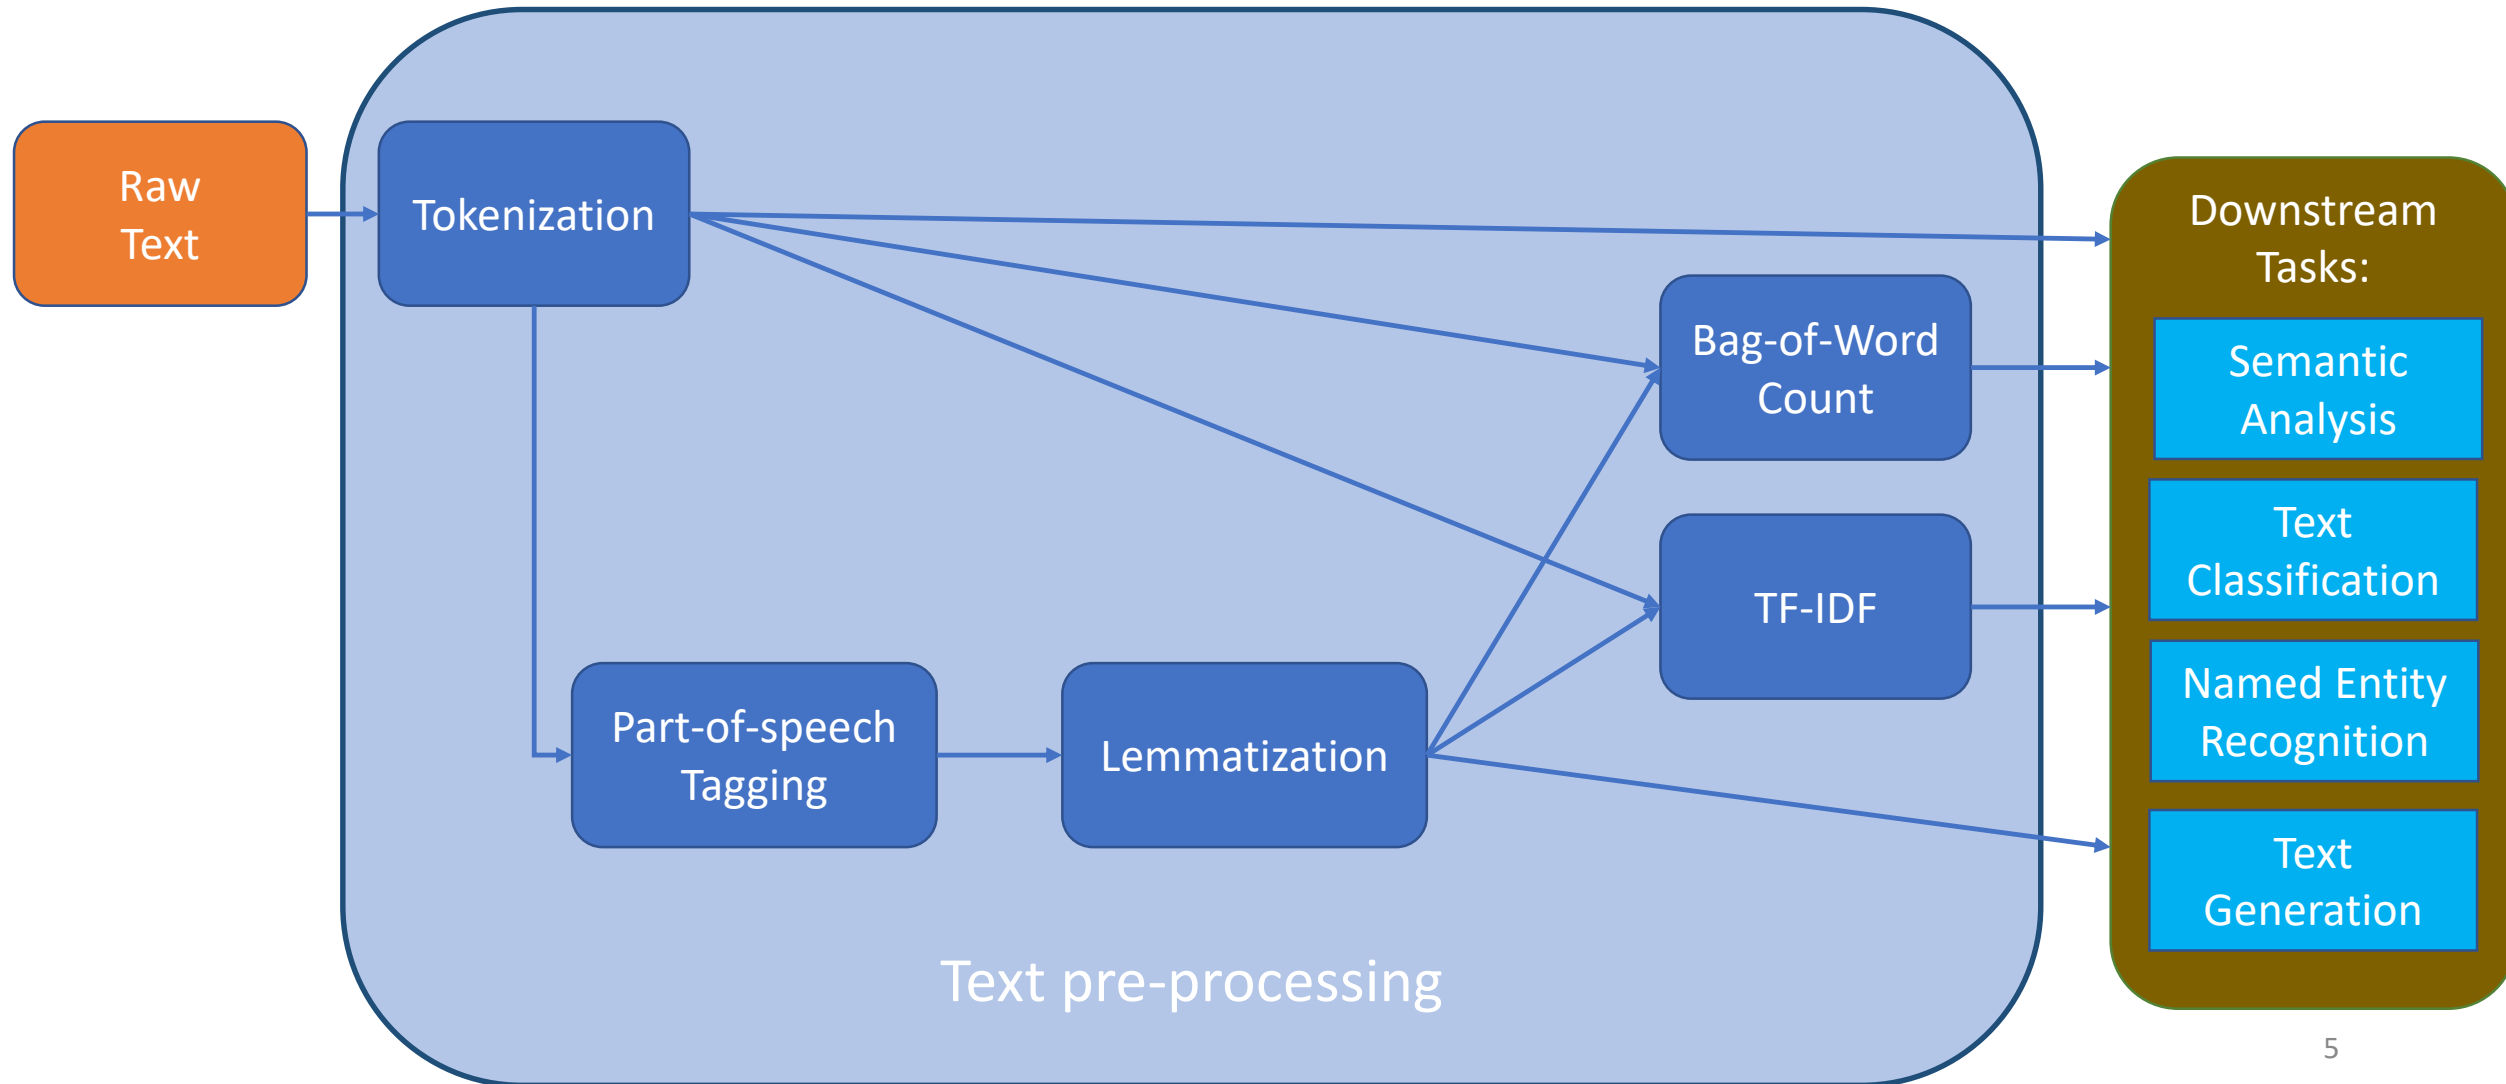 Raw
Text
Tokenization
Part-of-speech
Tagging
Lemmatization
Bag-of-Word
Count
TF-IDF
Text pre-processing
Downstream
Tasks:
Semantic
Analysis
Text
Classification
Named Entity
Recognition
Text
Generation
5